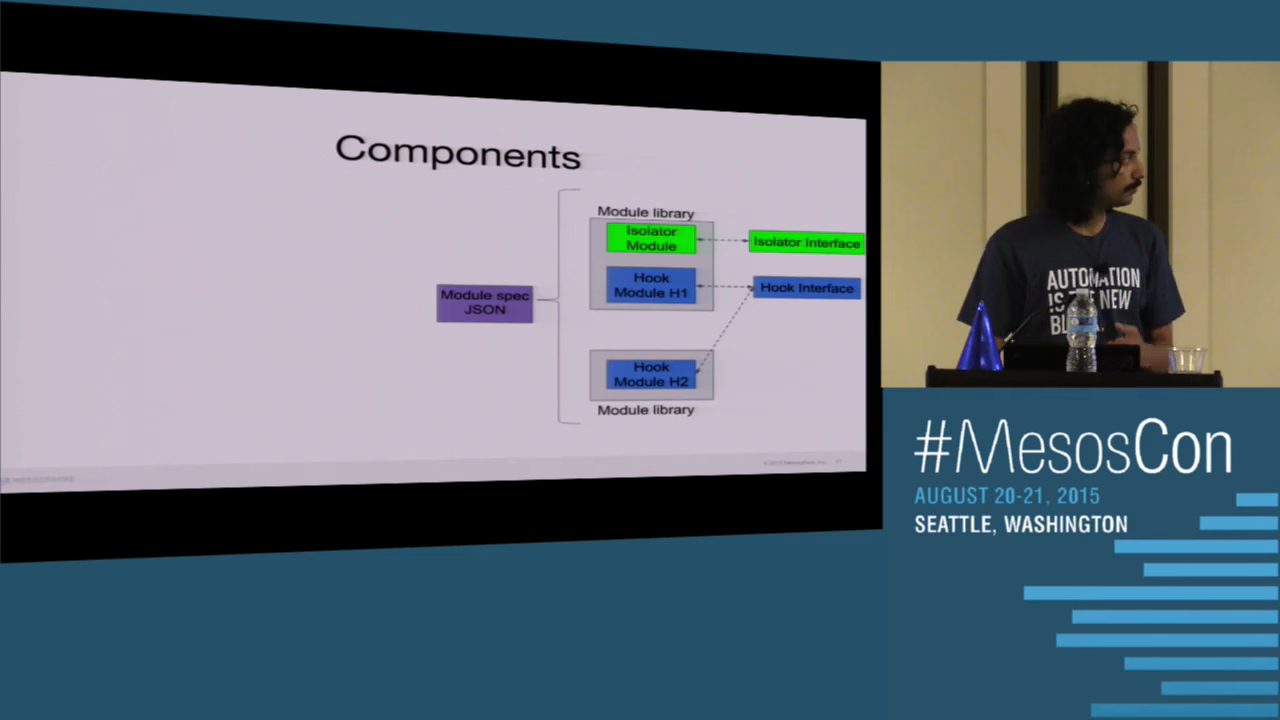 Components
Module library
Isolator
Module
Isolator Interface
Hook
Module H1
Hook Interface
Module spec
JSON
Hook
Module H2
Module library
AUTOMATION
IS THE NEW
#MesosCon
AUGUST 20-21, 2015
SEATTLE, WASHINGTON